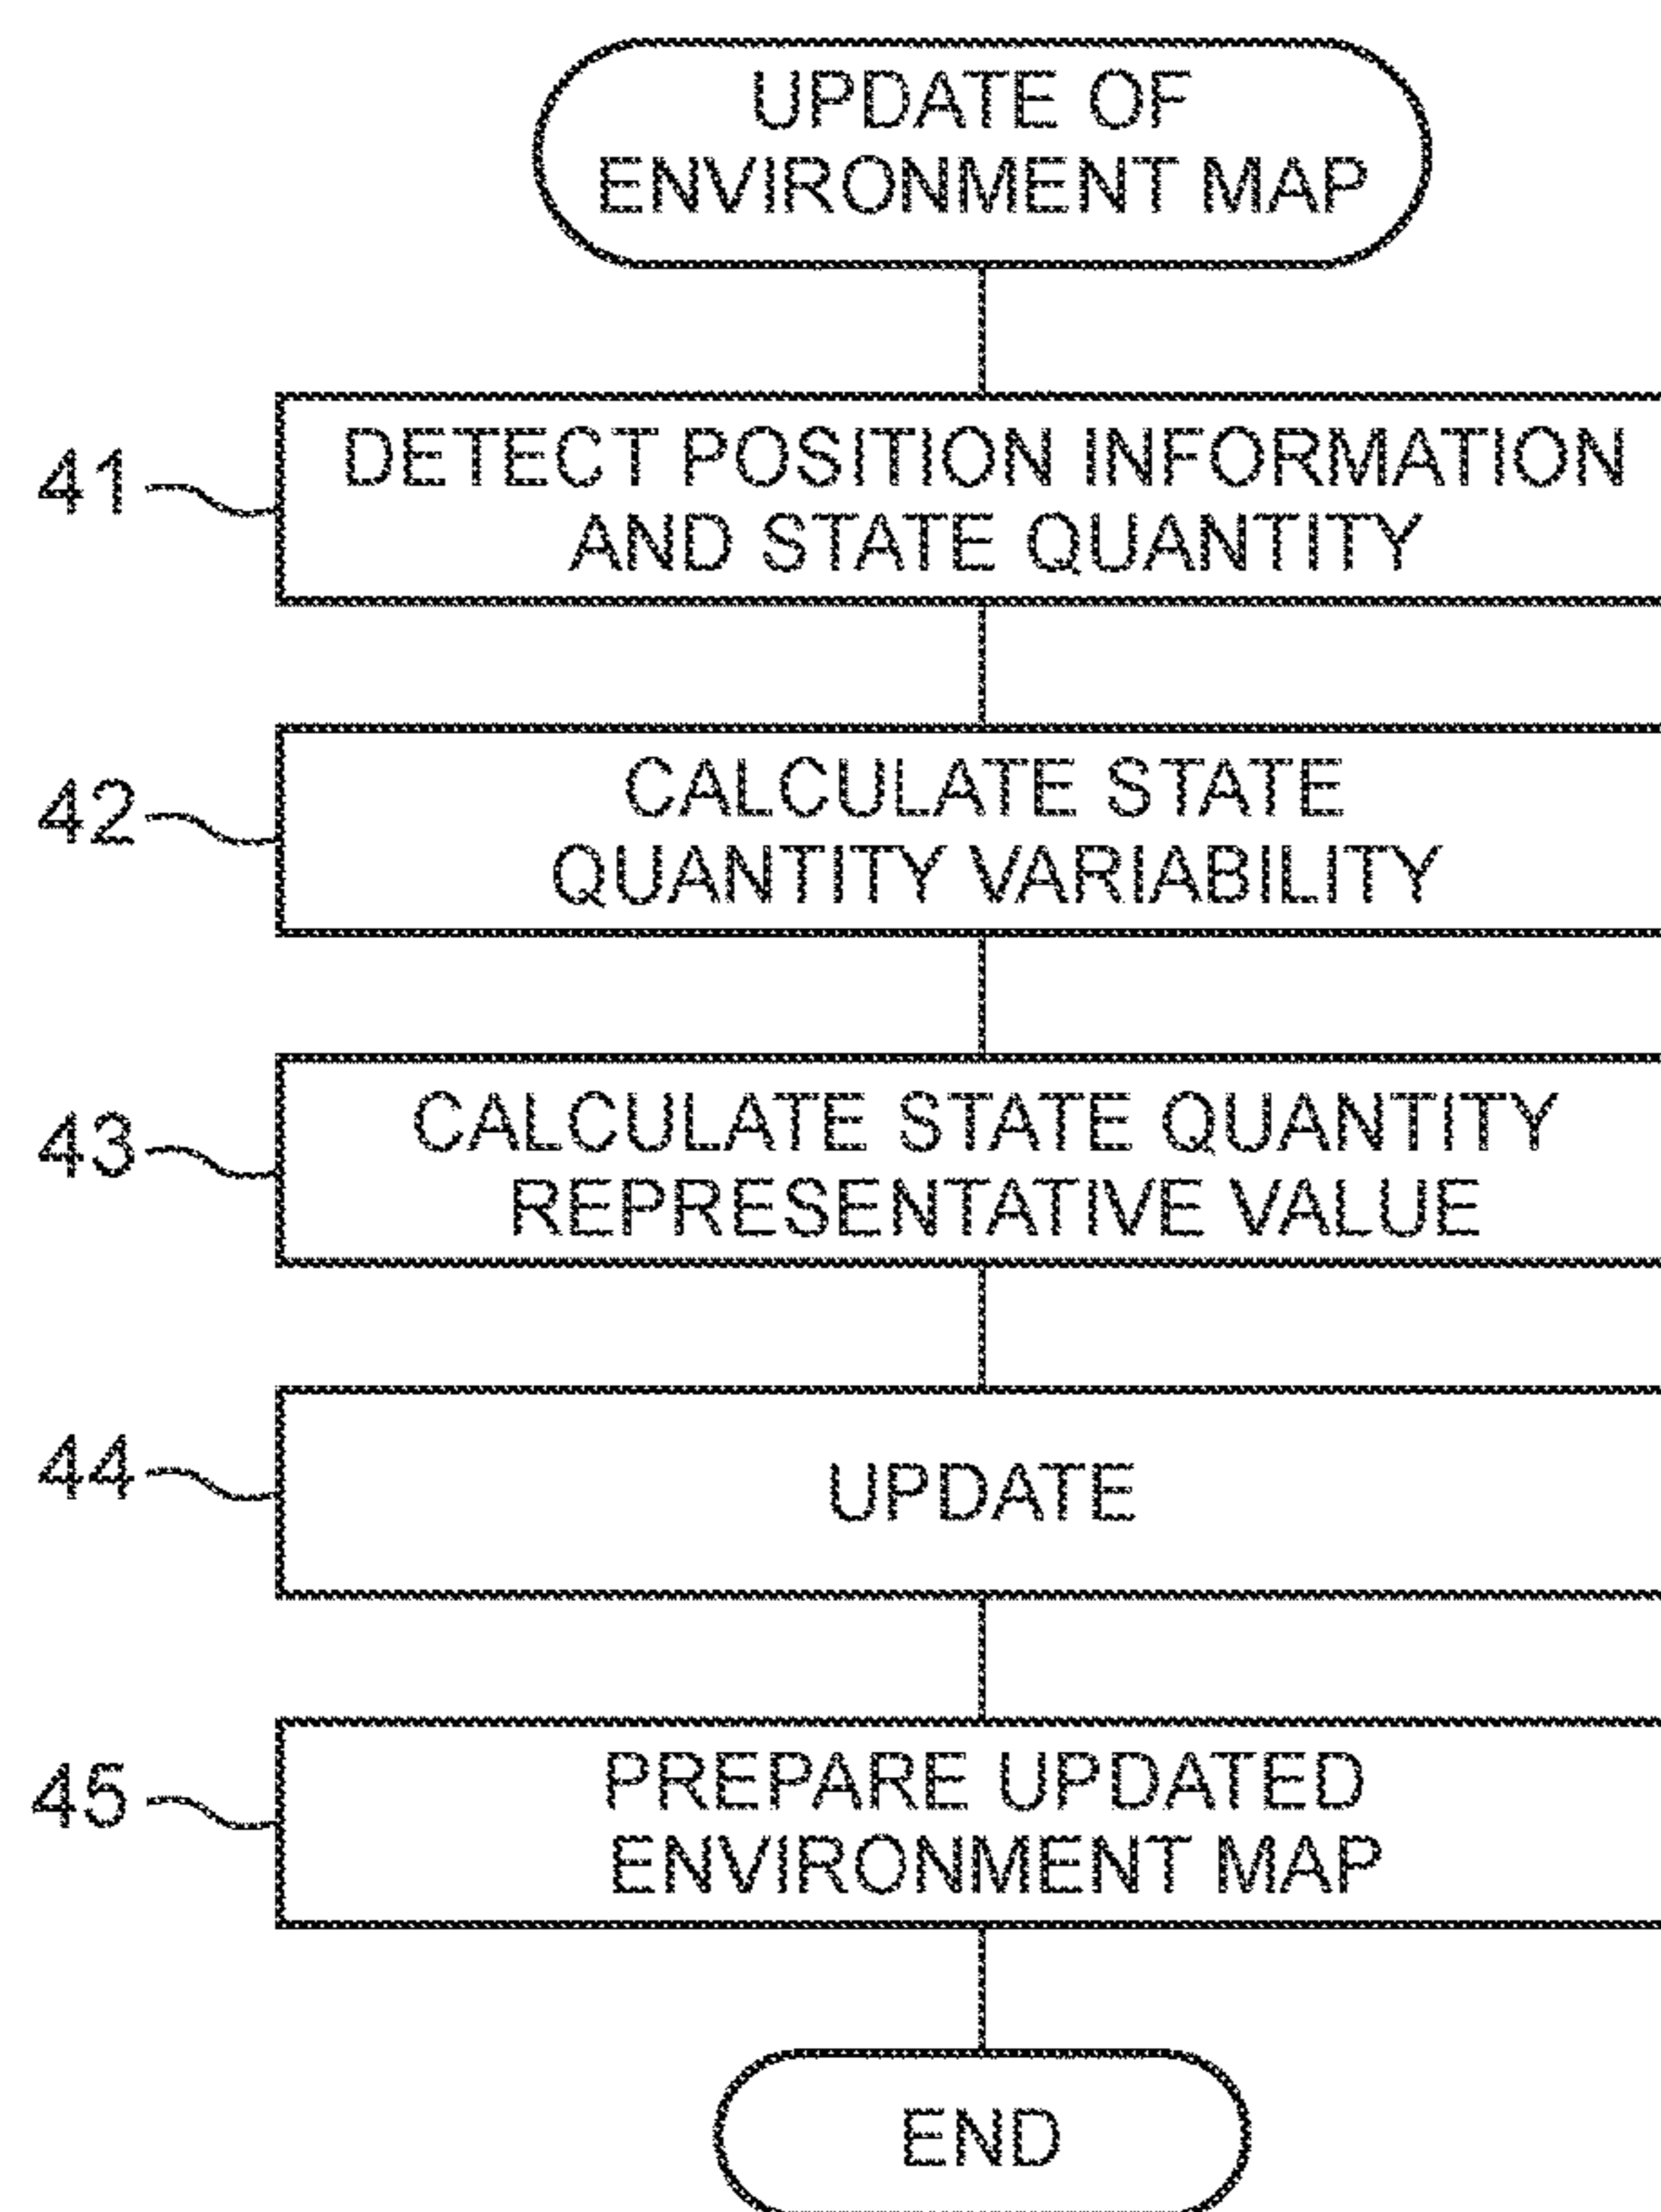 UPDATE OF
ENVIRONMENT MAP
41
DETECT POSITION INFORMATION
AND STATE QUANTITY
42
CALCULATE STATE
QUANTITY VARIABILITY
43
CALCULATE STATE QUANTITY
REPRESENTATIVE VALUE
44
UPDATE
45
PREPARE UPDATED
ENVIRONMENT MAP
END